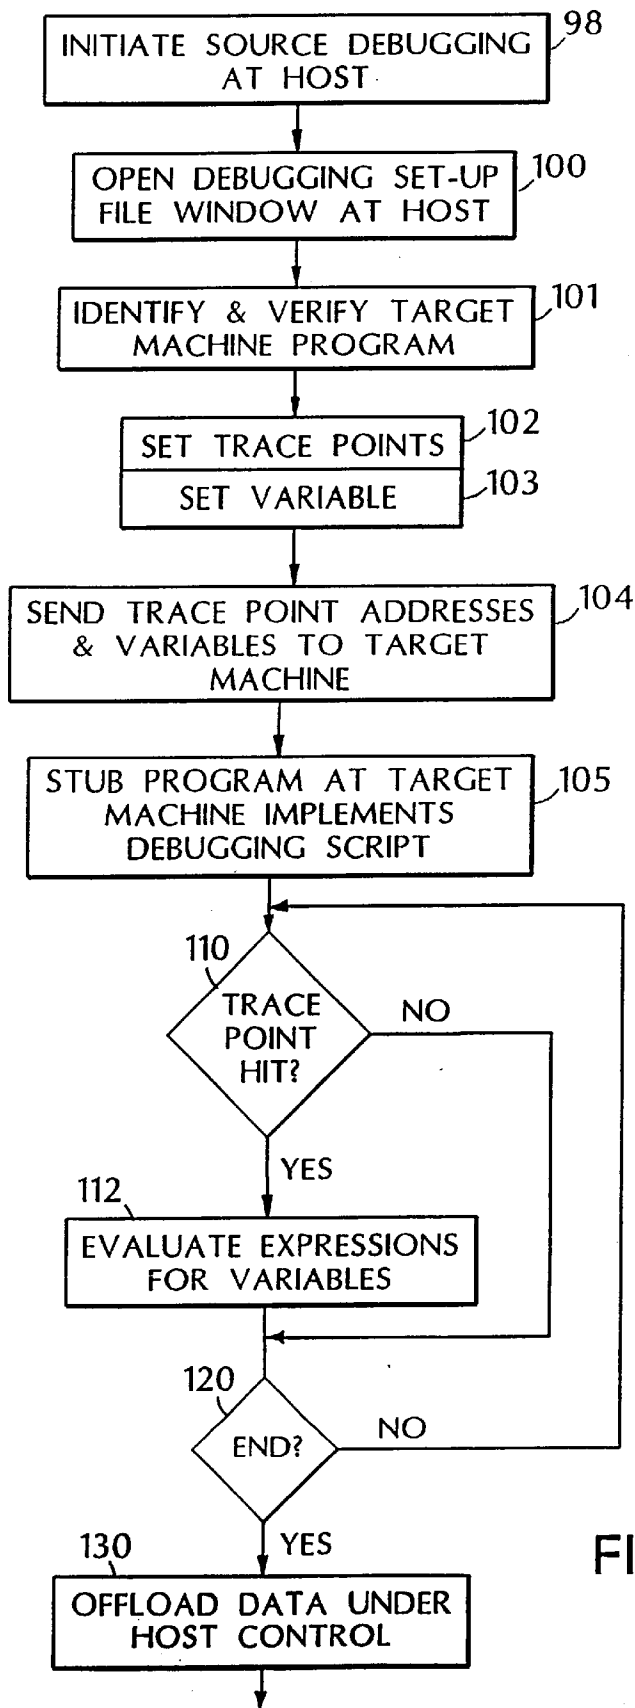 INITIATE SOURCE DEBUGGING
AT HOST
98
OPEN DEBUGGING SET-UP
FILE WINDOW AT HOST
100
IDENTIFY & VERIFY TARGET
MACHINE PROGRAM
101
SET TRACE POINTS
102
SET VARIABLE
103
SEND TRACE POINT ADDRESSES
& VARIABLES TO TARGET
MACHINE
104
STUB PROGRAM AT TARGET
MACHINE IMPLEMENTS
DEBUGGING SCRIPT
105
110
TRACE
POINT
HIT?
NO
YES
112
EVALUATE EXPRESSIONS
FOR VARIABLES
120
END?
NO
YES
130
OFFLOAD DATA UNDER
HOST CONTROL
FI